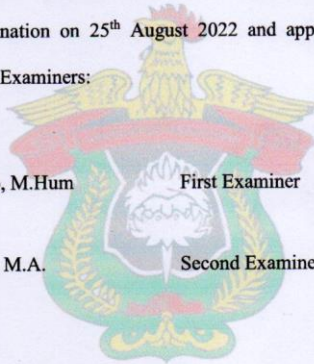 nation on 25th August 2022 and app
Examiners:
, M.Hum First Examiner
M.A. Second Examine